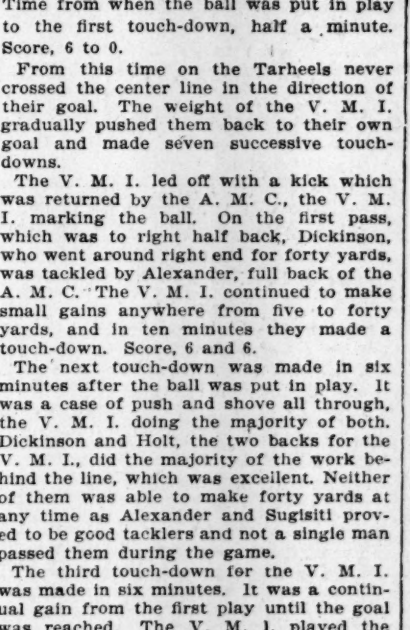 Time from when the ball was put in play
to the first touch-down, half a minute.
Score, 6 to 0.
From this time on the Tarheels never
crossed the center line in the direction of
their goal. The weight of the V. M. I.
gradually pushed them back to their own
goal and made seven successive touch-
downs.
The V. M. I. led off with a kick which
was returned by the A. M. C., the V. M.
I. marking the ball. On the first pass,
which was to right half back, Dickinson,
who went around right end for forty yards,
was tackled by Alexander, full back of the
A. M. C. The V. M. I. continued to make
small gains anywhere from five to forty
yards, and in ten minutes they made a
touch-down. Score, 6 and 6.
The next touch-down was made in six
minutes after the ball was put in play. It
was a case of push and shove all through,
the V. M. I. doing the majority of both.
Dickinson and Holt, the two backs for the
V. M. I., did the majority of the work be-
hind the line, which was excellent. Neither
of them was able to make forty yards at
any time as Alexander and Sugisiti prov-
ed to be good tacklers and not a single man
passed them during the game.
The third touch-down for the V. M. I.
was made in six minutes. It was a contin-
ual gain from the first play until the goal
was reached. The V. M. I. played the